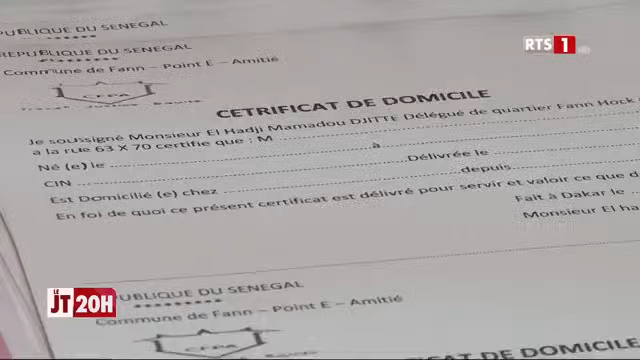 PUBLIQUE DU SENEGAL
REPUBLIQUE DU SENEGAL
Commune de Fann – Point E – Amitié
CFPA
CETRIFICAT DE DOMICILE
Je soussigné Monsieur El Hadji Mamadou DJITTE Délégué de quartier Fann Hock
a la rue 63 X 70 certifie que : M
Né (e) le à
CIN Délivrée le
Est Domicilié (e) chez depuis
En foi de quoi ce présent certificat est délivré pour servir et valoir ce que d
Fait à Dakar le
Monsieur El ha
PUBLIQUE DU SENEGAL
Commune de Fann – Point E – Amitié
CFPA
CERTIFICAT DE DOMICILE
RTS 1
LE
JT 20H